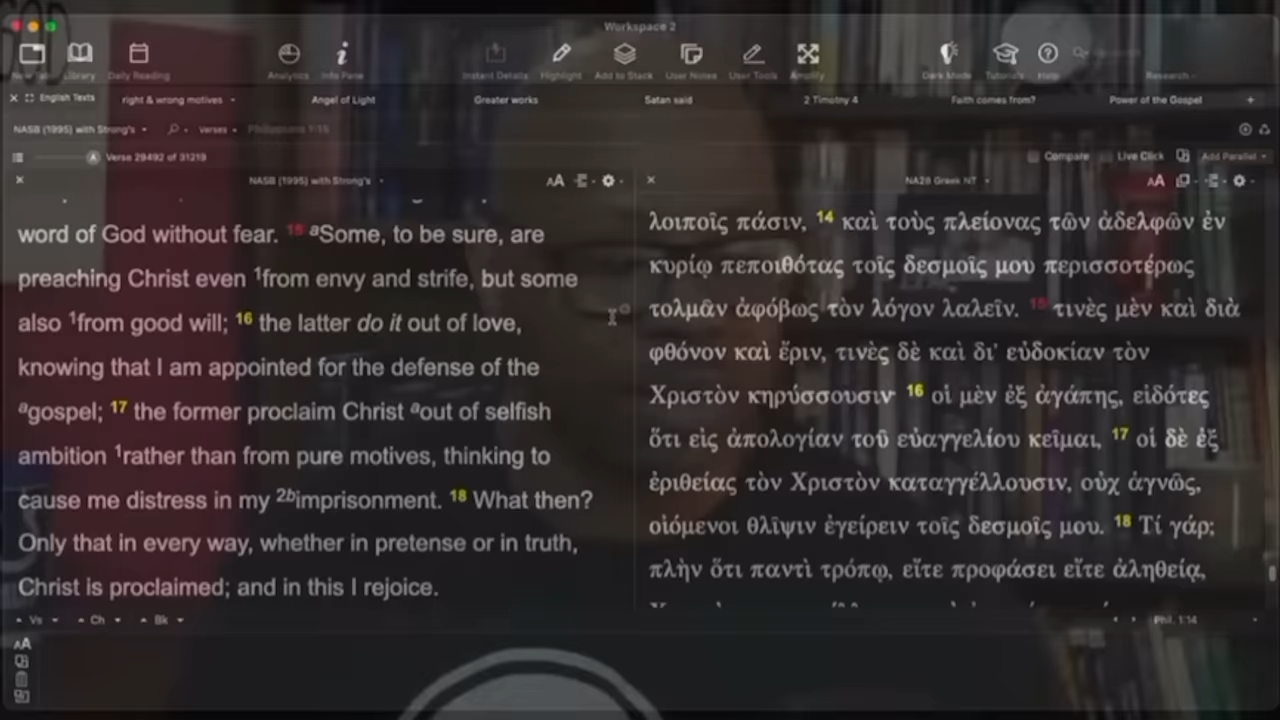 Workspace 2
Library
Daily Reading
Analytics
Info Pane
Instant Details
Highlight
Add to Stack
User Notes
User Tools
Amplify
Dark Mode
Tutorials
Help
Research
English Texts
right & wrong motives
Angel of Light
Greater works
Satan said
2 Timothy 4
Faith comes from?
Power of the Gospel
NASB (1995) with Strong's
Verses
Philippians 1:15
Verse 29492 of 31219
Compare
Live Click
Add Parallel
NASB (1995) with Strong's
word of God without fear. 15 aSome, to be sure, are
preaching Christ even 1from envy and strife, but some
also 1from good will; 16 the latter do it out of love,
knowing that I am appointed for the defense of the
agospel; 17 the former proclaim Christ aout of selfish
ambition 1rather than from pure motives, thinking to
cause me distress in my 2bimprisonment. 18 What then?
Only that in every way, whether in pretense or in truth,
Christ is proclaimed; and in this I rejoice.
NA28 Greek NT
λοιποῖς πάσιν, 14 καὶ τοὺς πλείονας τῶν ἀδελφῶν ἐν
κυρίῳ πεποιθότας τοῖς δεσμοῖς μου περισσοτέρως
τολμᾶν ἀφόβως τὸν λόγον λαλεῖν. 15 τινὲς μὲν καὶ διὰ
φθόνον καὶ ἔριν, τινὲς δὲ καὶ δι᾽ εὐδοκίαν τὸν
Χριστὸν κηρύσσουσιν· 16 οἱ μὲν ἐξ ἀγάπης, εἰδότες
ὅτι εἰς ἀπολογίαν τοῦ εὐαγγελίου κεῖμαι, 17 οἱ δὲ ἐξ
ἐριθείας τὸν Χριστὸν καταγγέλλουσιν, οὐχ ἁγνῶς,
οἰόμενοι θλῖψιν ἐγείρειν τοῖς δεσμοῖς μου. 18 Τί γάρ;
πλὴν ὅτι παντὶ τρόπῳ, εἴτε προφάσει εἴτε ἀληθείᾳ,
Vs
Ch
Bk
Phil. 1:14